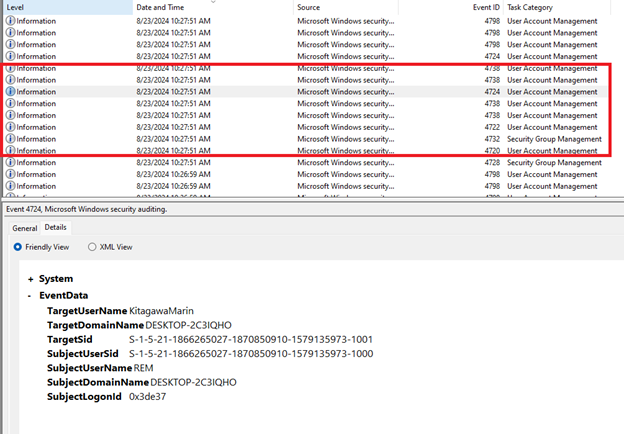 Level Date and Time Source Event ID Task Category
Information 8/23/2024 10:27:51 AM Microsoft Windows security... 4798 User Account Management
Information 8/23/2024 10:27:51 AM Microsoft Windows security... 4798 User Account Management
Information 8/23/2024 10:27:51 AM Microsoft Windows security... 4798 User Account Management
Information 8/23/2024 10:27:51 AM Microsoft Windows security... 4724 User Account Management
Information 8/23/2024 10:27:51 AM Microsoft Windows security... 4738 User Account Management
Information 8/23/2024 10:27:51 AM Microsoft Windows security... 4738 User Account Management
Information 8/23/2024 10:27:51 AM Microsoft Windows security... 4724 User Account Management
Information 8/23/2024 10:27:51 AM Microsoft Windows security... 4738 User Account Management
Information 8/23/2024 10:27:51 AM Microsoft Windows security... 4738 User Account Management
Information 8/23/2024 10:27:51 AM Microsoft Windows security... 4722 User Account Management
Information 8/23/2024 10:27:51 AM Microsoft Windows security... 4732 Security Group Management
Information 8/23/2024 10:27:51 AM Microsoft Windows security... 4720 User Account Management
Information 8/23/2024 10:27:51 AM Microsoft Windows security... 4728 Security Group Management
Information 8/23/2024 10:26:59 AM Microsoft Windows security... 4798 User Account Management
Information 8/23/2024 10:26:59 AM Microsoft Windows security... 4798 User Account Management
Event 4724, Microsoft Windows security auditing.
General Details
Friendly View XML View
+ System
- EventData
TargetUserName KitagawaMarin
TargetDomainName DESKTOP-2C3IQHO
TargetSid S-1-5-21-1866265027-1870850910-1579135973-1001
SubjectUserSid S-1-5-21-1866265027-1870850910-1579135973-1000
SubjectUserName REM
SubjectDomainName DESKTOP-2C3IQHO
SubjectLogonId 0x3de37